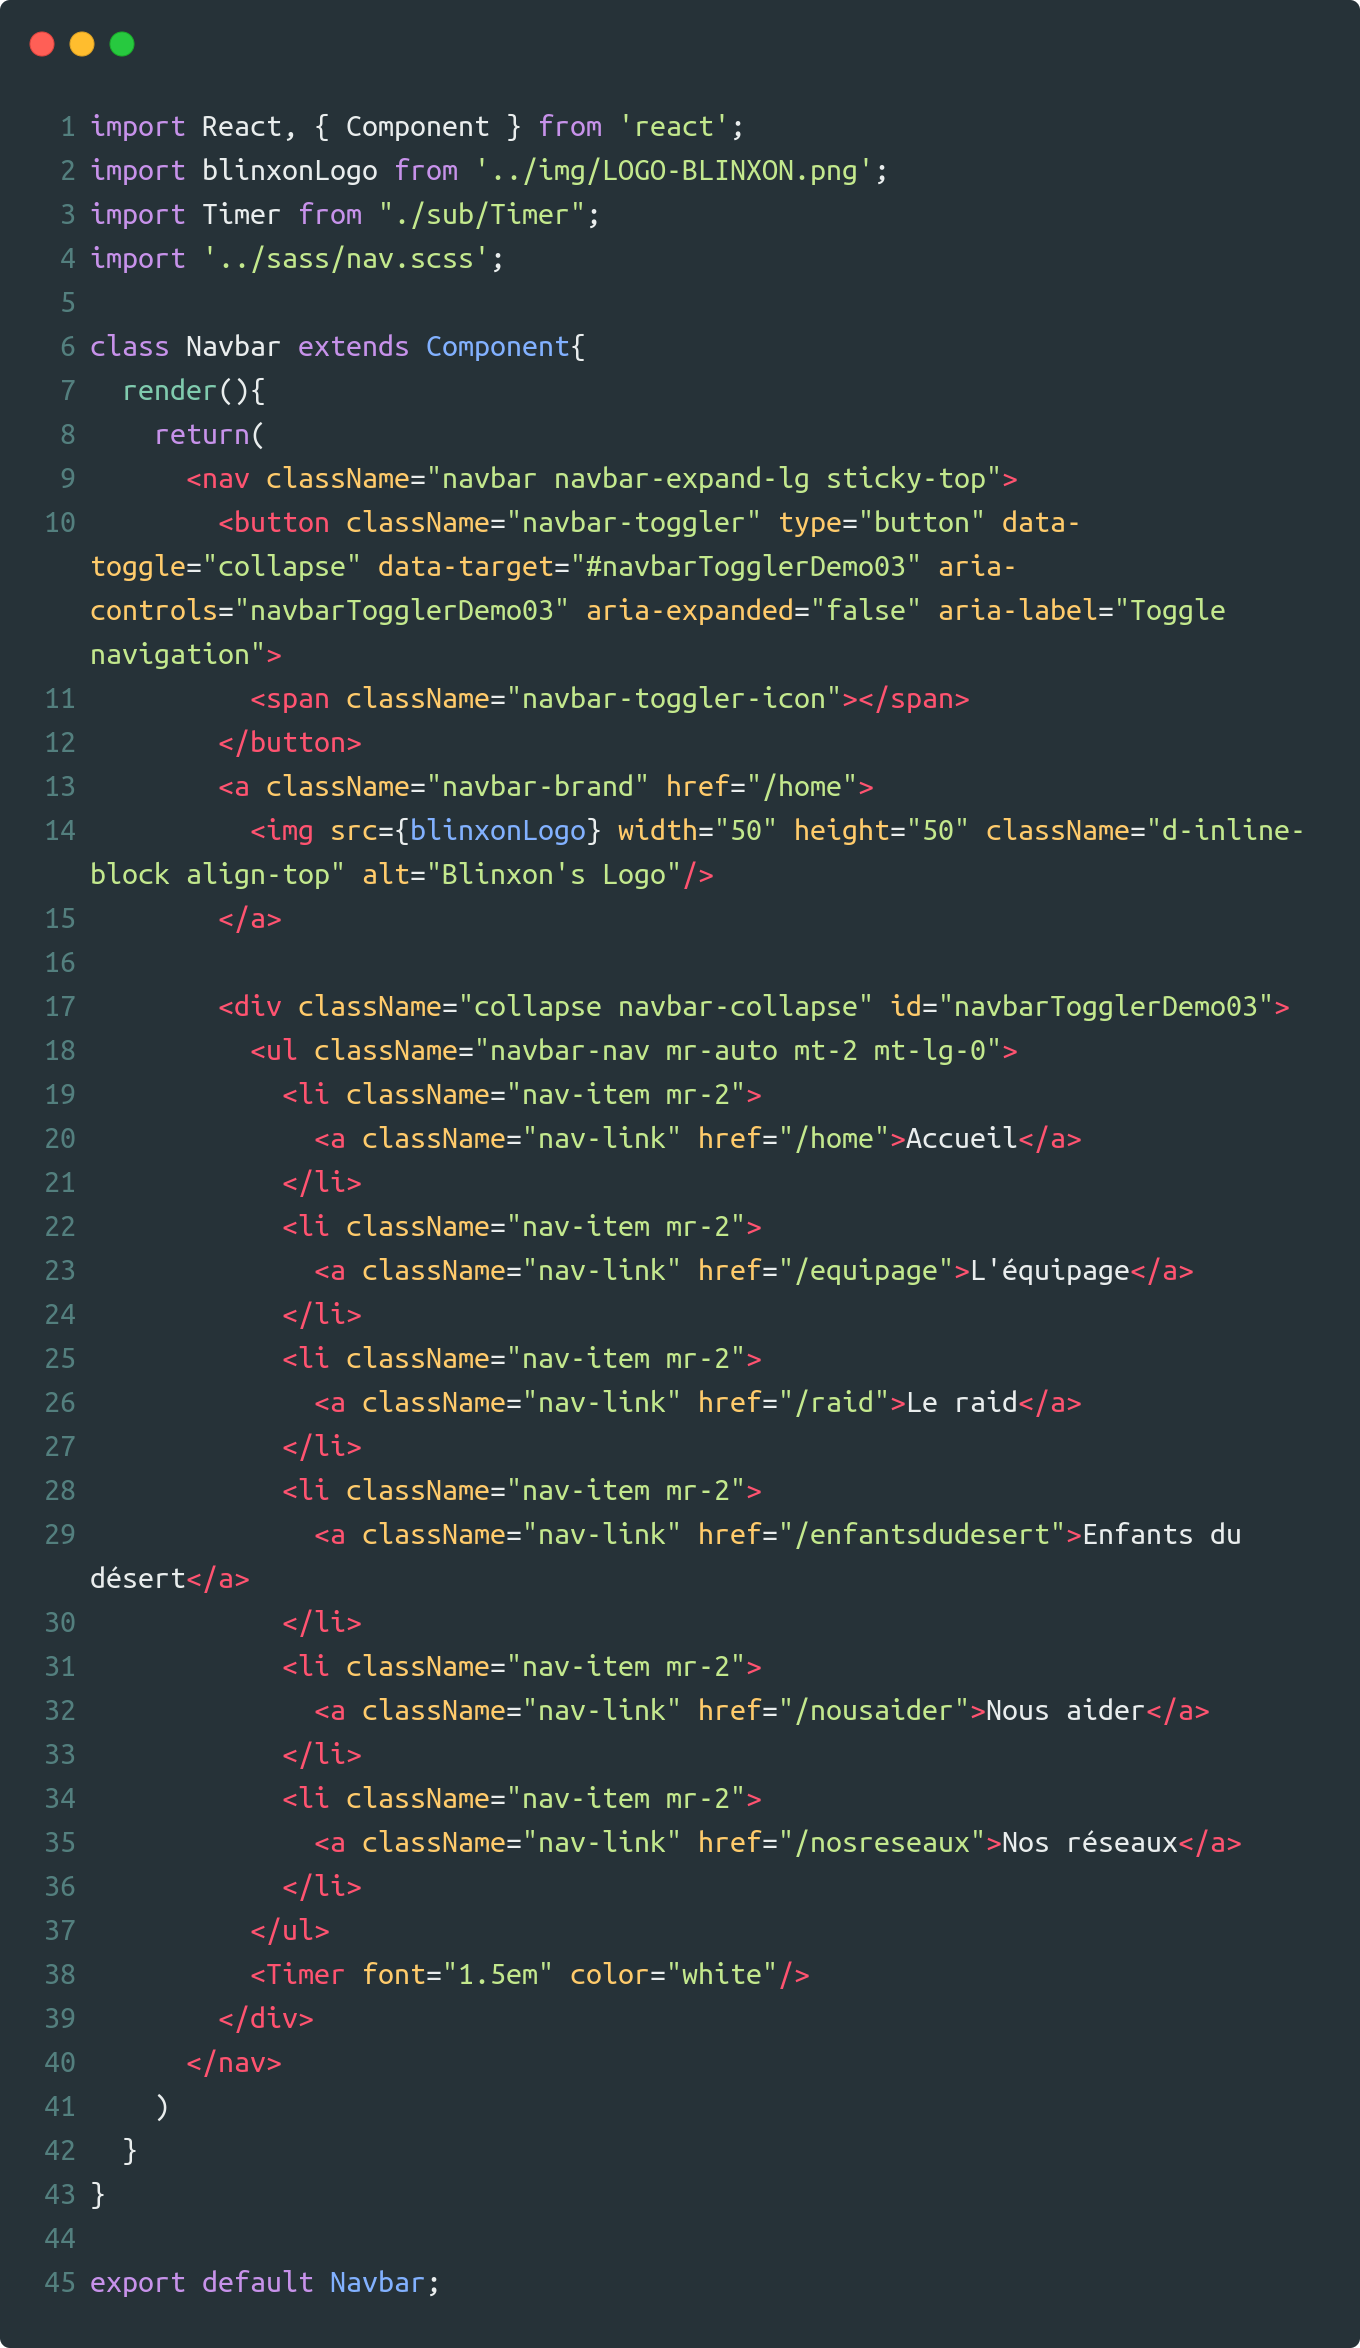 1 import React, { Component } from 'react';
2 import blinxonLogo from '../img/LOGO-BLINXON.png';
3 import Timer from "./sub/Timer";
4 import '../sass/nav.scss';
5
6 class Navbar extends Component{
7   render(){
8     return(
9       <nav className="navbar navbar-expand-lg sticky-top">
10         <button className="navbar-toggler" type="button" data-
toggle="collapse" data-target="#navbarTogglerDemo03" aria-
controls="navbarTogglerDemo03" aria-expanded="false" aria-label="Toggle
navigation">
11           <span className="navbar-toggler-icon"></span>
12         </button>
13         <a className="navbar-brand" href="/home">
14           <img src={blinxonLogo} width="50" height="50" className="d-inline-
block align-top" alt="Blinxon's Logo"/>
15         </a>
16
17         <div className="collapse navbar-collapse" id="navbarTogglerDemo03">
18           <ul className="navbar-nav mr-auto mt-2 mt-lg-0">
19             <li className="nav-item mr-2">
20               <a className="nav-link" href="/home">Accueil</a>
21             </li>
22             <li className="nav-item mr-2">
23               <a className="nav-link" href="/equipage">L'équipage</a>
24             </li>
25             <li className="nav-item mr-2">
26               <a className="nav-link" href="/raid">Le raid</a>
27             </li>
28             <li className="nav-item mr-2">
29               <a className="nav-link" href="/enfantsdudesert">Enfants du
désert</a>
30             </li>
31             <li className="nav-item mr-2">
32               <a className="nav-link" href="/nousaider">Nous aider</a>
33             </li>
34             <li className="nav-item mr-2">
35               <a className="nav-link" href="/nosreseaux">Nos réseaux</a>
36             </li>
37           </ul>
38           <Timer font="1.5em" color="white"/>
39         </div>
40       </nav>
41     )
42   }
43 }
44
45 export default Navbar;